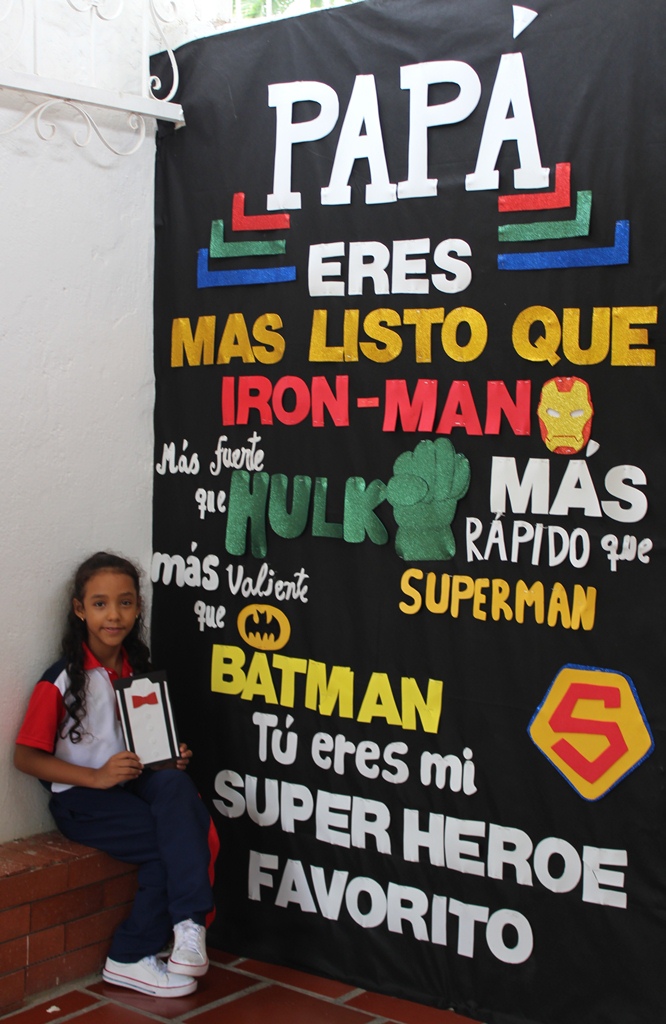 PAPÁ
ERES
MAS LISTO QUE
IRON-MAN
Más fuerte que HULK
MÁS RÁPIDO que SUPERMAN
más Valiente que BATMAN
Tú eres mi
SUPER HEROE
FAVORITO
S